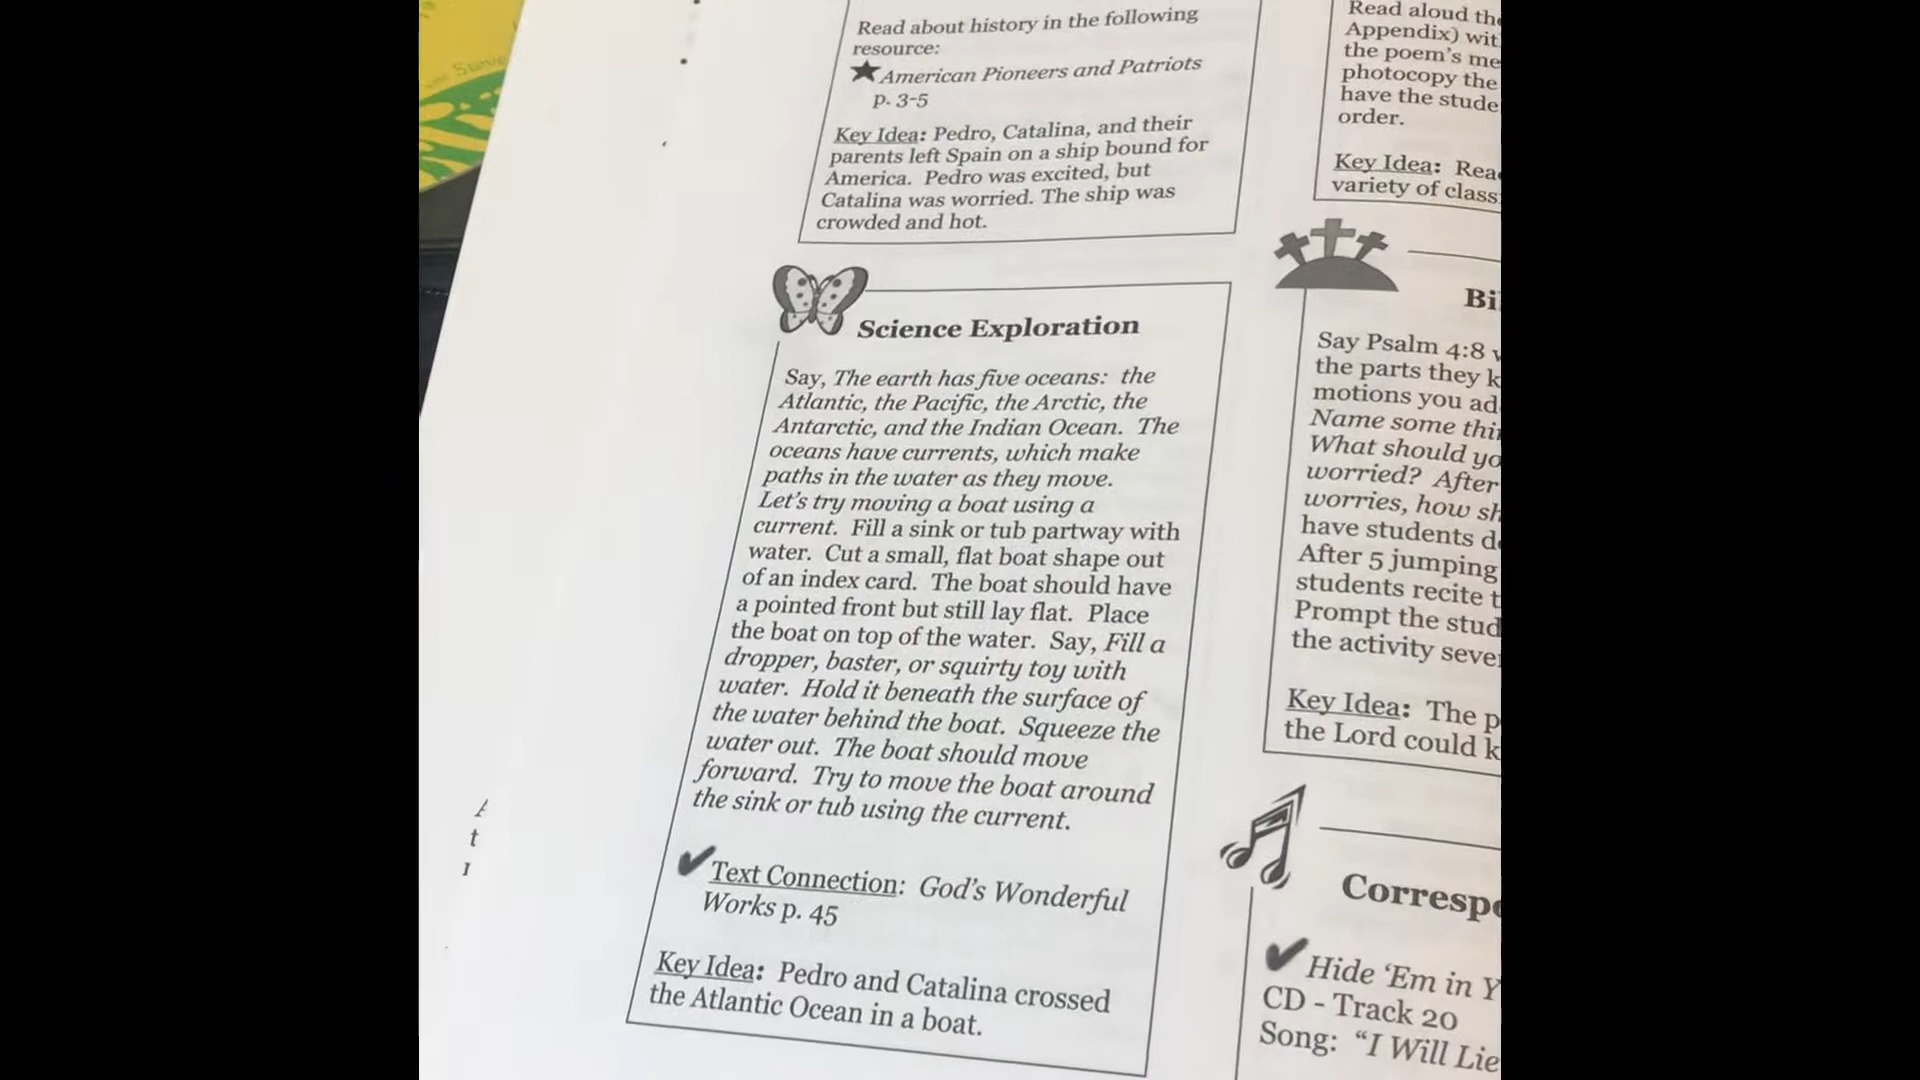 Read about history in the following
resource:
American Pioneers and Patriots
p. 3-5
Key Idea: Pedro, Catalina, and their
parents left Spain on a ship bound for
America. Pedro was excited, but
Catalina was worried. The ship was
crowded and hot.
Science Exploration
Say, The earth has five oceans: the
Atlantic, the Pacific, the Arctic, the
Antarctic, and the Indian Ocean. The
oceans have currents, which make
paths in the water as they move.
Let's try moving a boat using a
current. Fill a sink or tub partway with
water. Cut a small, flat boat shape out
of an index card. The boat should have
a pointed front but still lay flat. Place
the boat on top of the water. Say, Fill a
dropper, baster, or squirty toy with
water. Hold it beneath the surface of
the water behind the boat. Squeeze the
water out. The boat should move
forward. Try to move the boat around
the sink or tub using the current.
Text Connection: God's Wonderful
Works p. 45
Key Idea: Pedro and Catalina crossed
the Atlantic Ocean in a boat.
Read aloud the
Appendix) wit
the poem's me
photocopy the
have the stude
order.
Key Idea: Rea
variety of class
Bi
Say Psalm 4:8
the parts they k
motions you ad
Name some thi
What should yo
worried? After
worries, how sh
have students d
After 5 jumping
students recite t
Prompt the stud
the activity seve
Key Idea: The p
the Lord could k
Corresp
Hide 'Em in Y
CD - Track 20
Song: "I Will Lie